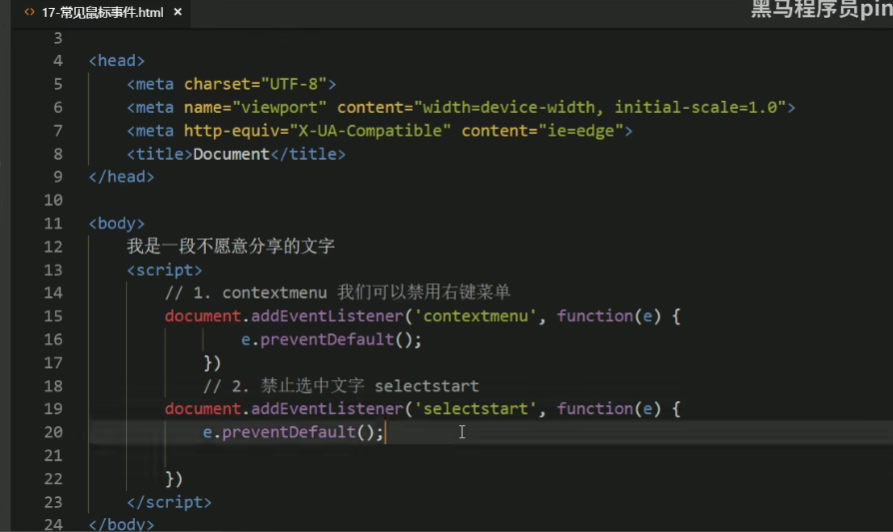 <> 17-常见鼠标事件.html ×
黑马程序员pin
3
4 <head>
5 <meta charset="UTF-8">
6 <meta name="viewport" content="width=device-width, initial-scale=1.0">
7 <meta http-equiv="X-UA-Compatible" content="ie=edge">
8 <title>Document</title>
9 </head>
10
11 <body>
12 我是一段不愿意分享的文字
13 <script>
14 // 1. contextmenu 我们可以禁用右键菜单
15 document.addEventListener('contextmenu', function(e) {
16 e.preventDefault();
17 })
18 // 2. 禁止选中文字 selectstart
19 document.addEventListener('selectstart', function(e) {
20 e.preventDefault();
21
22 })
23 </script>
24 </body>